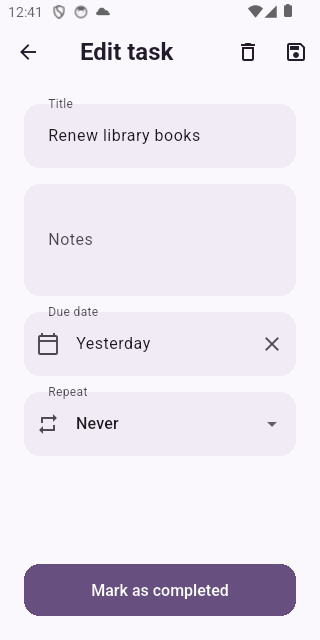 12:41
Edit task
Title
Renew library books
Notes
Due date
Yesterday
Repeat
Never
Mark as completed